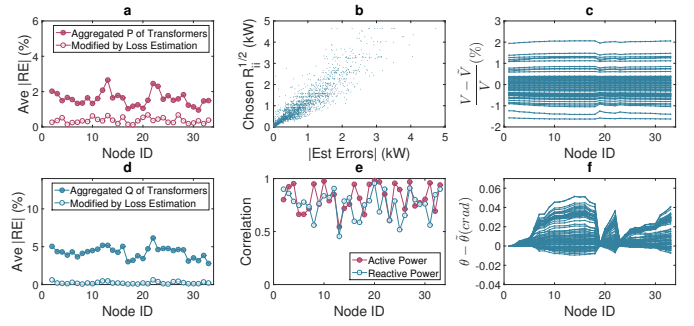 a
Aggregated P of Transformers
Modified by Loss Estimation
Ave |RE| (%)
6
4
2
0
0
10
20
30
Node ID
b
Chosen R_{ii}^{1/2} (kW)
4
2
0
0
1
2
3
4
5
|Est Errors| (kW)
c
\frac{V - \tilde{V}}{V}(%)
3
2
1
0
-1
-2
0
10
20
30
Node ID
d
Aggregated Q of Transformers
Modified by Loss Estimation
Ave |RE| (%)
10
5
0
0
10
20
30
Node ID
e
Correlation
1
0.5
0
0
10
20
30
Active Power
Reactive Power
Node ID
f
θ − θ̃(crad)
0.06
0.04
0.02
0
-0.02
-0.04
0
10
20
30
Node ID